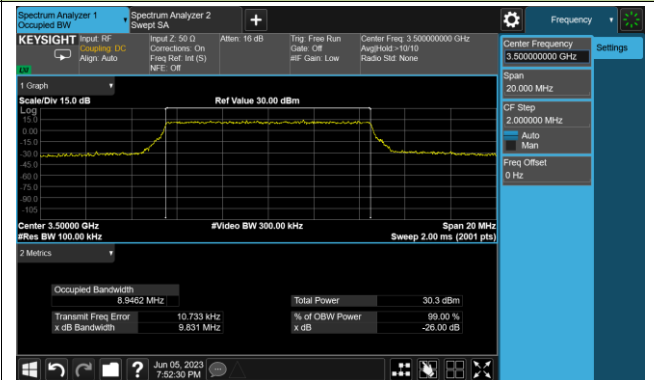 Spectrum Analyzer 1
Occupied BW
Spectrum Analyzer 2
Swept SA
Frequency
KEYSIGHT
Input: RF
Coupling: DC
Align: Auto
Input Z: 50 Ω
Corrections: On
Freq Ref: Int (S)
NFE: Off
Atten: 16 dB
Trig: Free Run
Gate: Off
#IF Gain: Low
Center Freq: 3.500000000 GHz
Avg|Hold:>10/10
Radio Std: None
Center Frequency
3.500000000 GHz
Settings
Span
20.000 MHz
CF Step
2.000000 MHz
Auto
Man
Freq Offset
0 Hz
1 Graph
Scale/Div 15.0 dB
Ref Value 30.00 dBm
Log
15.0
0.00
-15.0
-30.0
-45.0
-60.0
-75.0
-90.0
-105
Center 3.50000 GHz
#Video BW 300.00 kHz
Span 20 MHz
#Res BW 100.00 kHz
Sweep 2.00 ms (2001 pts)
2 Metrics
Occupied Bandwidth
8.9462 MHz
Total Power
30.3 dBm
Transmit Freq Error
10.733 kHz
% of OBW Power
99.00 %
x dB Bandwidth
9.831 MHz
x dB
-26.00 dB
Jun 05, 2023
7:52:30 PM